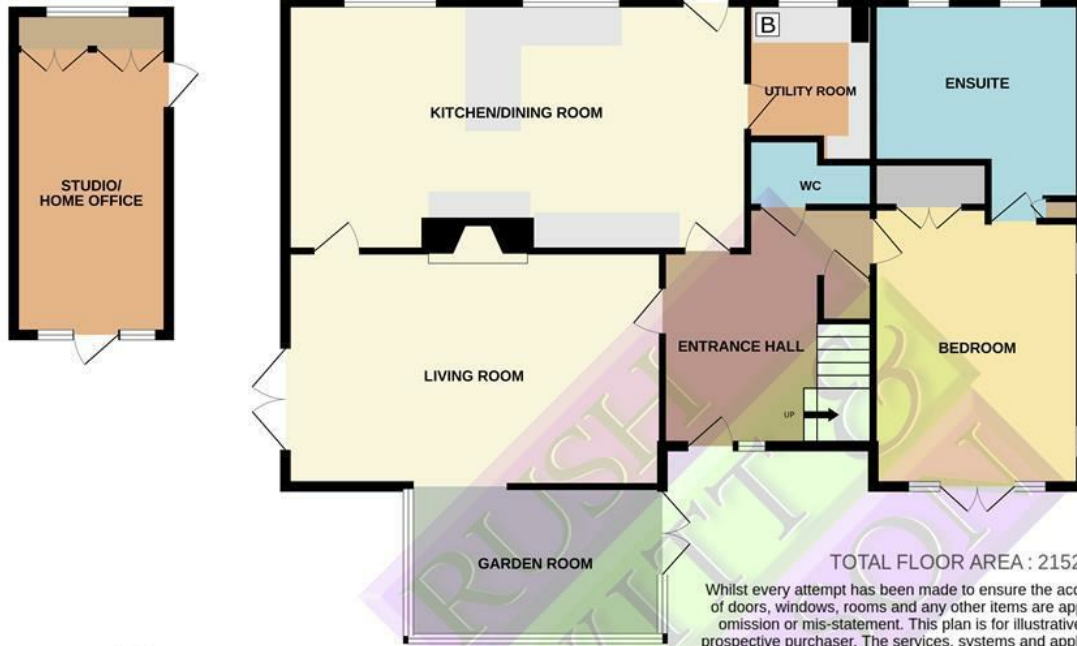 B
KITCHEN/DINING ROOM
UTILITY ROOM
ENSUITE
STUDIO/
HOME OFFICE
WC
ENTRANCE HALL
BEDROOM
LIVING ROOM
UP
GARDEN ROOM
RUSH
WITT &
TOTAL FLOOR AREA : 2152
Whilst every attempt has been made to ensure the acc
of doors, windows, rooms and any other items are app
omission or mis-statement. This plan is for illustrative
prospective purchaser. The services, systems and appl